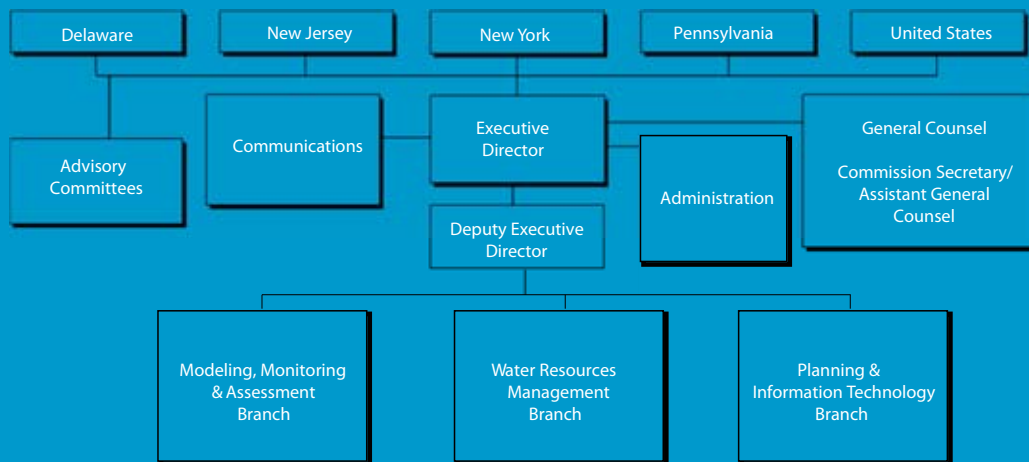 Delaware
New Jersey
New York
Pennsylvania
United States
Advisory
Committees
Communications
Executive
Director
Administration
General Counsel
Commission Secretary/
Assistant General
Counsel
Deputy Executive
Director
Modeling, Monitoring
& Assessment
Branch
Water Resources
Management
Branch
Planning &
Information Technology
Branch